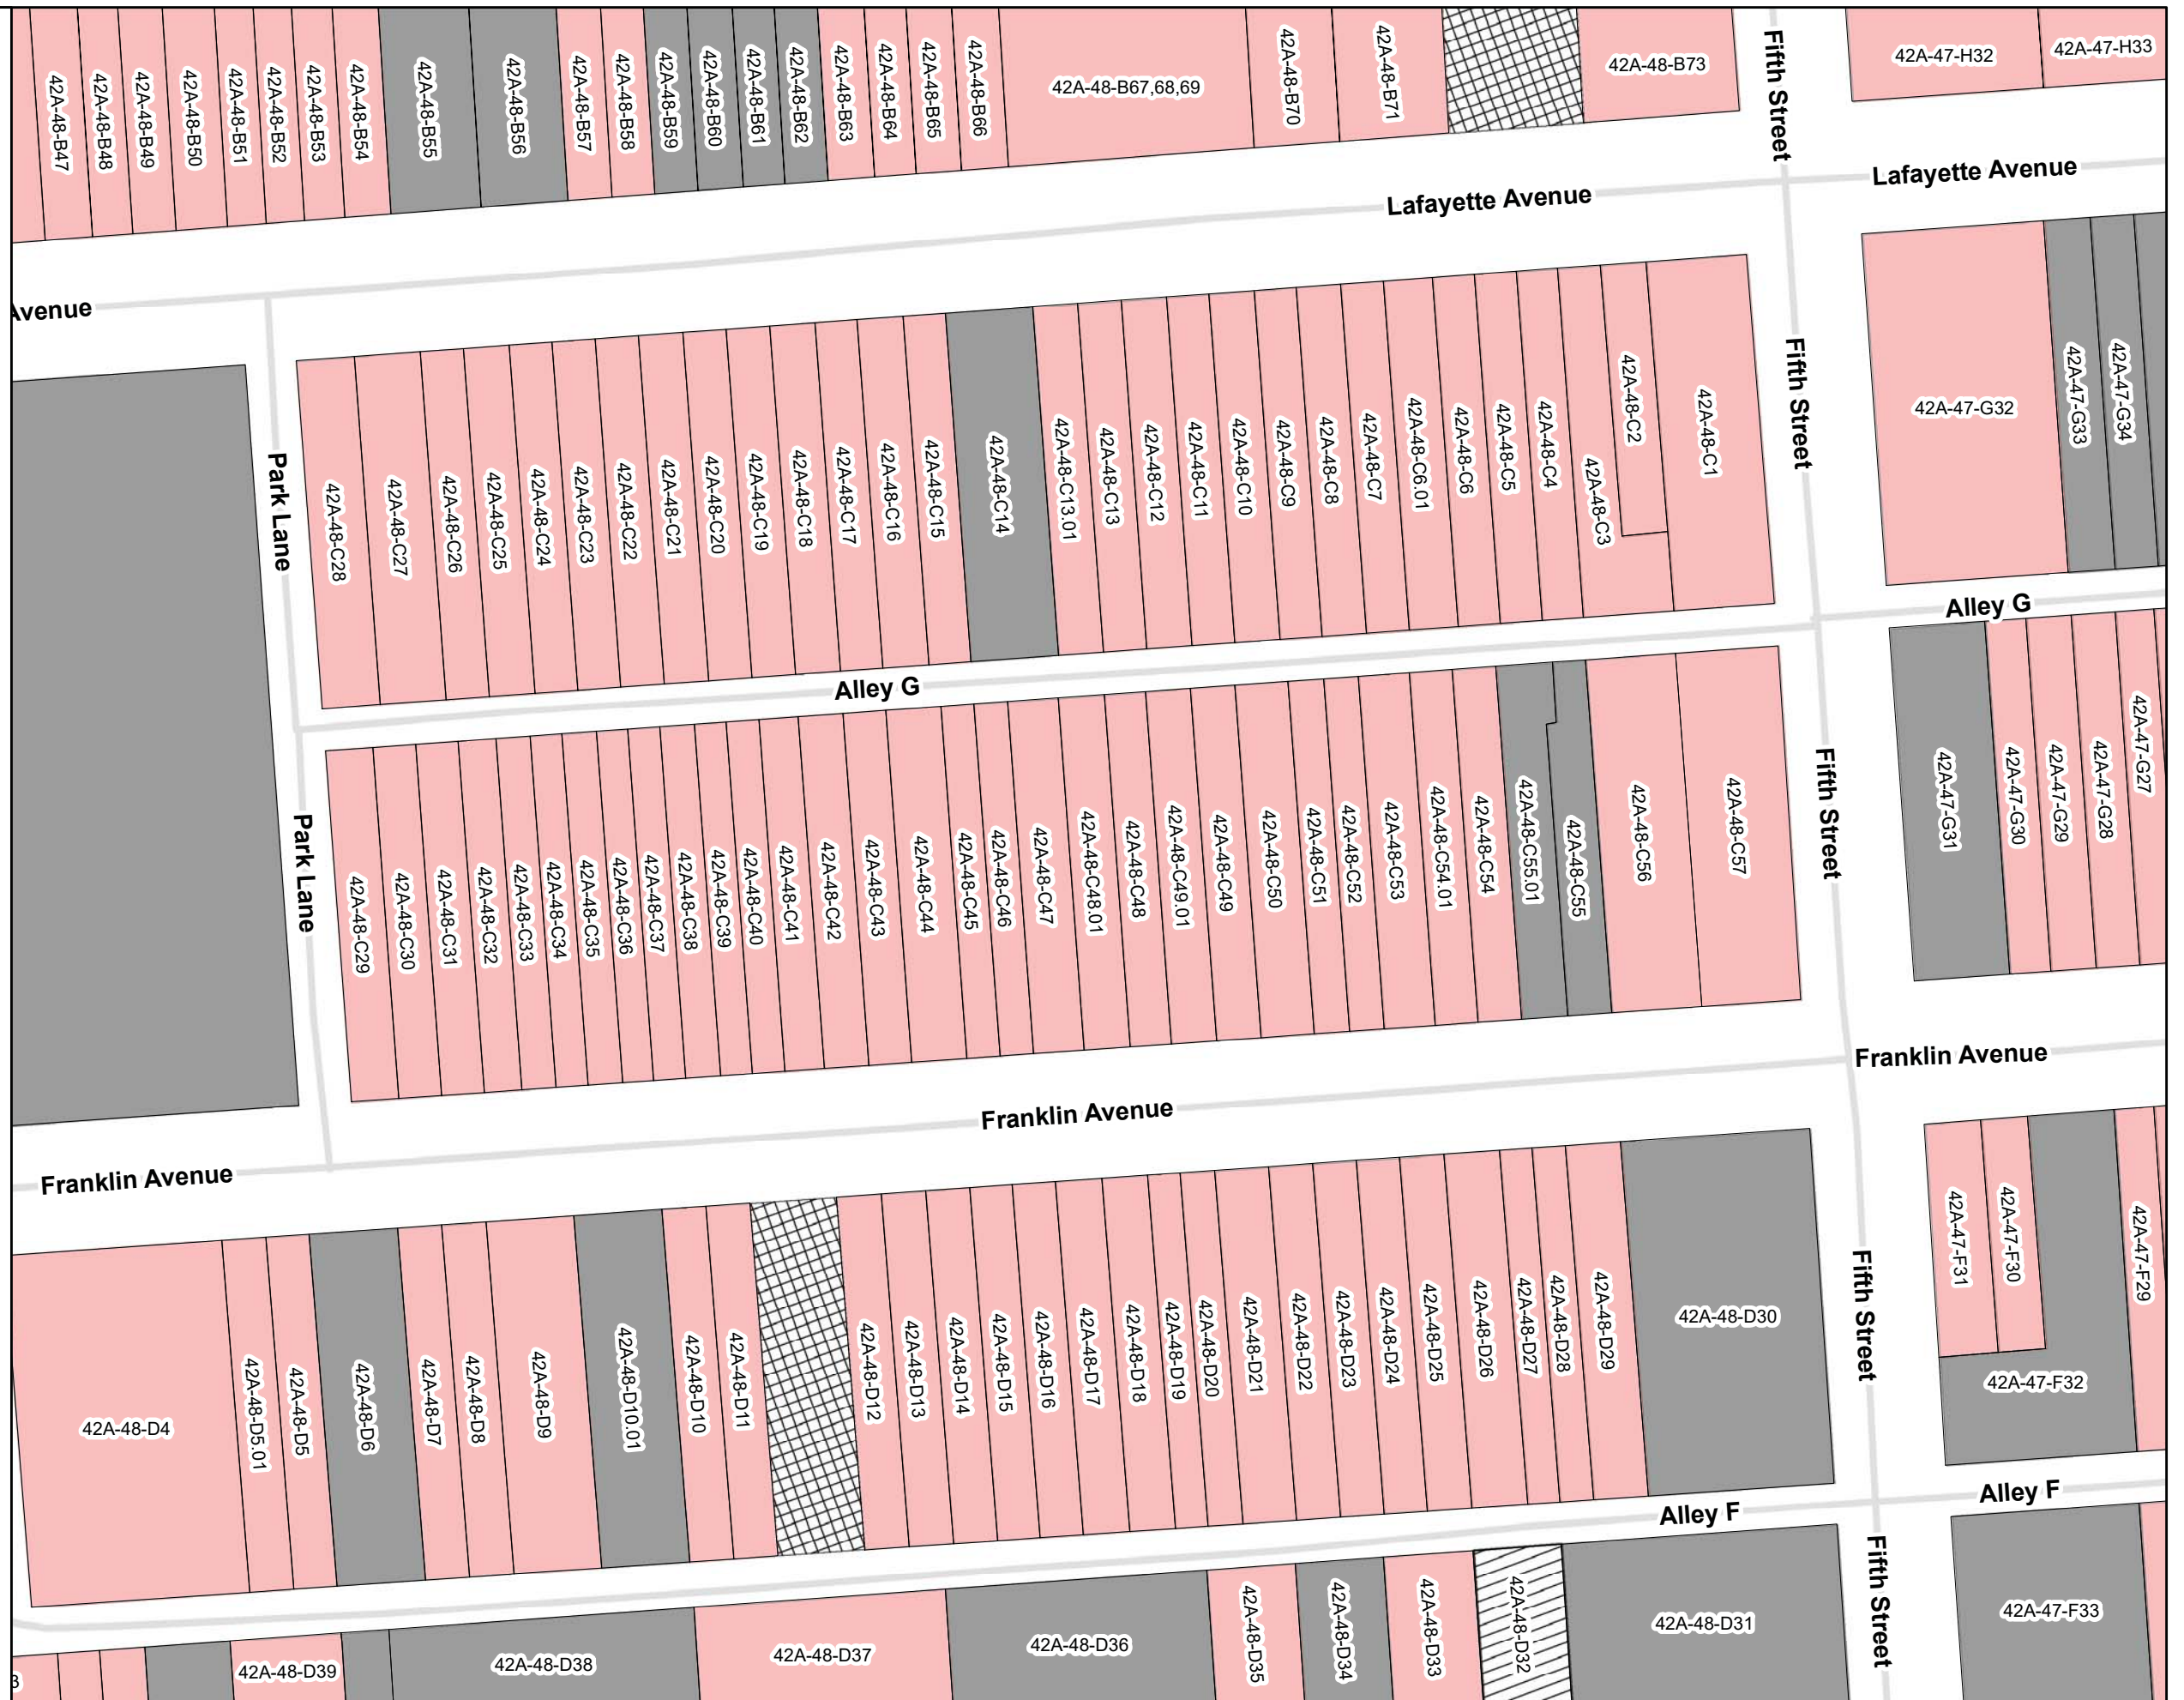 42A-48-B47
42A-48-B48
42A-48-B49
42A-48-B50
42A-48-B51
42A-48-B52
42A-48-B53
42A-48-B54
42A-48-B55
42A-48-B56
42A-48-B57
42A-48-B58
42A-48-B59
42A-48-B60
42A-48-B61
42A-48-B62
42A-48-B63
42A-48-B64
42A-48-B65
42A-48-B66
42A-48-B67,68,69
42A-48-B70
42A-48-B71
42A-48-B73
Fifth Street
42A-47-H32
42A-47-H33
Lafayette Avenue
Lafayette Avenue
Avenue
Park Lane
42A-48-C28
42A-48-C27
42A-48-C26
42A-48-C25
42A-48-C24
42A-48-C23
42A-48-C22
42A-48-C21
42A-48-C20
42A-48-C19
42A-48-C18
42A-48-C17
42A-48-C16
42A-48-C15
42A-48-C14
42A-48-C13.01
42A-48-C13
42A-48-C12
42A-48-C11
42A-48-C10
42A-48-C9
42A-48-C8
42A-48-C7
42A-48-C6.01
42A-48-C6
42A-48-C5
42A-48-C4
42A-48-C3
42A-48-C2
42A-48-C1
Fifth Street
42A-47-G32
42A-47-G33
42A-47-G34
Alley G
Alley G
Park Lane
42A-48-C29
42A-48-C30
42A-48-C31
42A-48-C32
42A-48-C33
42A-48-C34
42A-48-C35
42A-48-C36
42A-48-C37
42A-48-C38
42A-48-C39
42A-48-C40
42A-48-C41
42A-48-C42
42A-48-C43
42A-48-C44
42A-48-C45
42A-48-C46
42A-48-C47
42A-48-C48.01
42A-48-C48
42A-48-C49.01
42A-48-C49
42A-48-C50
42A-48-C51
42A-48-C52
42A-48-C53
42A-48-C54.01
42A-48-C54
42A-48-C55.01
42A-48-C55
42A-48-C56
42A-48-C57
Fifth Street
42A-47-G31
42A-47-G30
42A-47-G29
42A-47-G28
42A-47-G27
Franklin Avenue
Franklin Avenue
Franklin Avenue
42A-48-D4
42A-48-D5.01
42A-48-D5
42A-48-D6
42A-48-D7
42A-48-D8
42A-48-D9
42A-48-D10.01
42A-48-D10
42A-48-D11
42A-48-D12
42A-48-D13
42A-48-D14
42A-48-D15
42A-48-D16
42A-48-D17
42A-48-D18
42A-48-D19
42A-48-D20
42A-48-D21
42A-48-D22
42A-48-D23
42A-48-D24
42A-48-D25
42A-48-D26
42A-48-D27
42A-48-D28
42A-48-D29
42A-48-D30
Fifth Street
42A-47-F31
42A-47-F30
42A-47-F32
42A-47-F29
Alley F
Alley F
3
42A-48-D39
42A-48-D38
42A-48-D37
42A-48-D36
42A-48-D35
42A-48-D34
42A-48-D33
42A-48-D32
42A-48-D31
Fifth Street
42A-47-F33